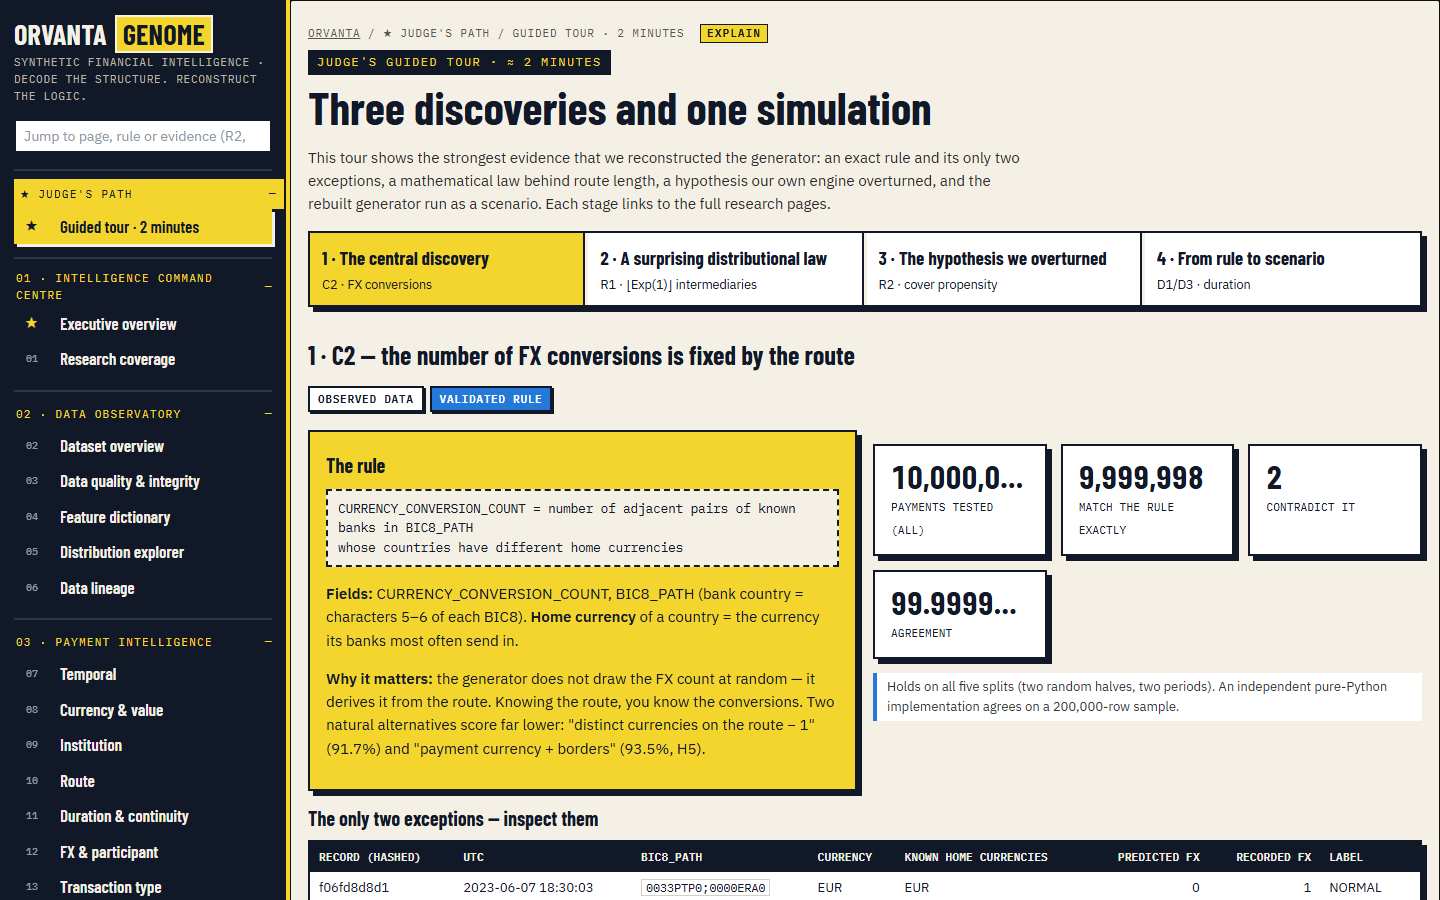 ORVANTA GENOME
SYNTHETIC FINANCIAL INTELLIGENCE ·
DECODE THE STRUCTURE. RECONSTRUCT
THE LOGIC.
Jump to page, rule or evidence (R2,
★ JUDGE'S PATH –
★ Guided tour · 2 minutes
01 · INTELLIGENCE COMMAND
CENTRE –
★ Executive overview
01 Research coverage
02 · DATA OBSERVATORY –
02 Dataset overview
03 Data quality & integrity
04 Feature dictionary
05 Distribution explorer
06 Data lineage
03 · PAYMENT INTELLIGENCE –
07 Temporal
08 Currency & value
09 Institution
10 Route
11 Duration & continuity
12 FX & participant
13 Transaction type
ORVANTA / ★ JUDGE'S PATH / GUIDED TOUR · 2 MINUTES EXPLAIN
JUDGE'S GUIDED TOUR · ≈ 2 MINUTES
Three discoveries and one simulation
This tour shows the strongest evidence that we reconstructed the generator: an exact rule and its only two
exceptions, a mathematical law behind route length, a hypothesis our own engine overturned, and the
rebuilt generator run as a scenario. Each stage links to the full research pages.
1 · The central discovery
C2 · FX conversions
2 · A surprising distributional law
R1 · ⌊Exp(1)⌋ intermediaries
3 · The hypothesis we overturned
R2 · cover propensity
4 · From rule to scenario
D1/D3 · duration
1 · C2 — the number of FX conversions is fixed by the route
OBSERVED DATA VALIDATED RULE
The rule
CURRENCY_CONVERSION_COUNT = number of adjacent pairs of known
banks in BIC8_PATH
whose countries have different home currencies
Fields: CURRENCY_CONVERSION_COUNT, BIC8_PATH (bank country =
characters 5–6 of each BIC8). Home currency of a country = the currency
its banks most often send in.
Why it matters: the generator does not draw the FX count at random — it
derives it from the route. Knowing the route, you know the conversions. Two
natural alternatives score far lower: "distinct currencies on the route – 1"
(91.7%) and "payment currency + borders" (93.5%, H5).
10,000,0...
PAYMENTS TESTED
(ALL)
9,999,998
MATCH THE RULE
EXACTLY
2
CONTRADICT IT
99.9999...
AGREEMENT
Holds on all five splits (two random halves, two periods). An independent pure-Python
implementation agrees on a 200,000-row sample.
The only two exceptions — inspect them
RECORD (HASHED) UTC BIC8_PATH CURRENCY KNOWN HOME CURRENCIES PREDICTED FX RECORDED FX LABEL
f06fd8d8d1 2023-06-07 18:30:03 0033PTP0;0000ERA0 EUR EUR 0 1 NORMAL